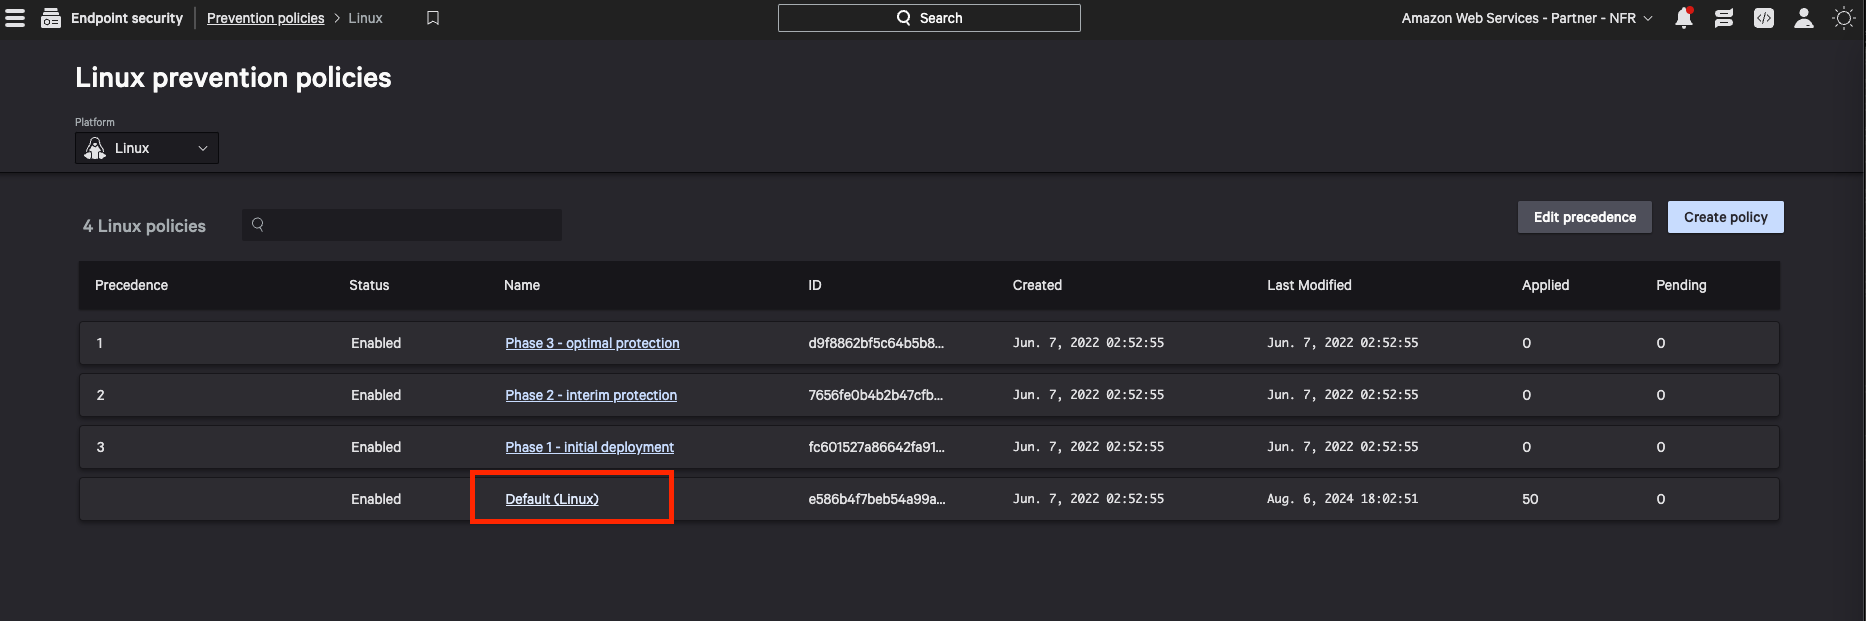 Endpoint security Prevention policies > Linux Search Amazon Web Services - Partner - NFR
Linux prevention policies
Platform
Linux
4 Linux policies
Edit precedence Create policy
Precedence Status Name ID Created Last Modified Applied Pending
1 Enabled Phase 3 - optimal protection d9f8862bf5c64b5b8... Jun. 7, 2022 02:52:55 Jun. 7, 2022 02:52:55 0 0
2 Enabled Phase 2 - interim protection 7656fe0b4b2b47cfb... Jun. 7, 2022 02:52:55 Jun. 7, 2022 02:52:55 0 0
3 Enabled Phase 1 - initial deployment fc601527a86642fa91... Jun. 7, 2022 02:52:55 Jun. 7, 2022 02:52:55 0 0
Enabled Default (Linux) e586b4f7beb54a99a... Jun. 7, 2022 02:52:55 Aug. 6, 2024 18:02:51 50 0